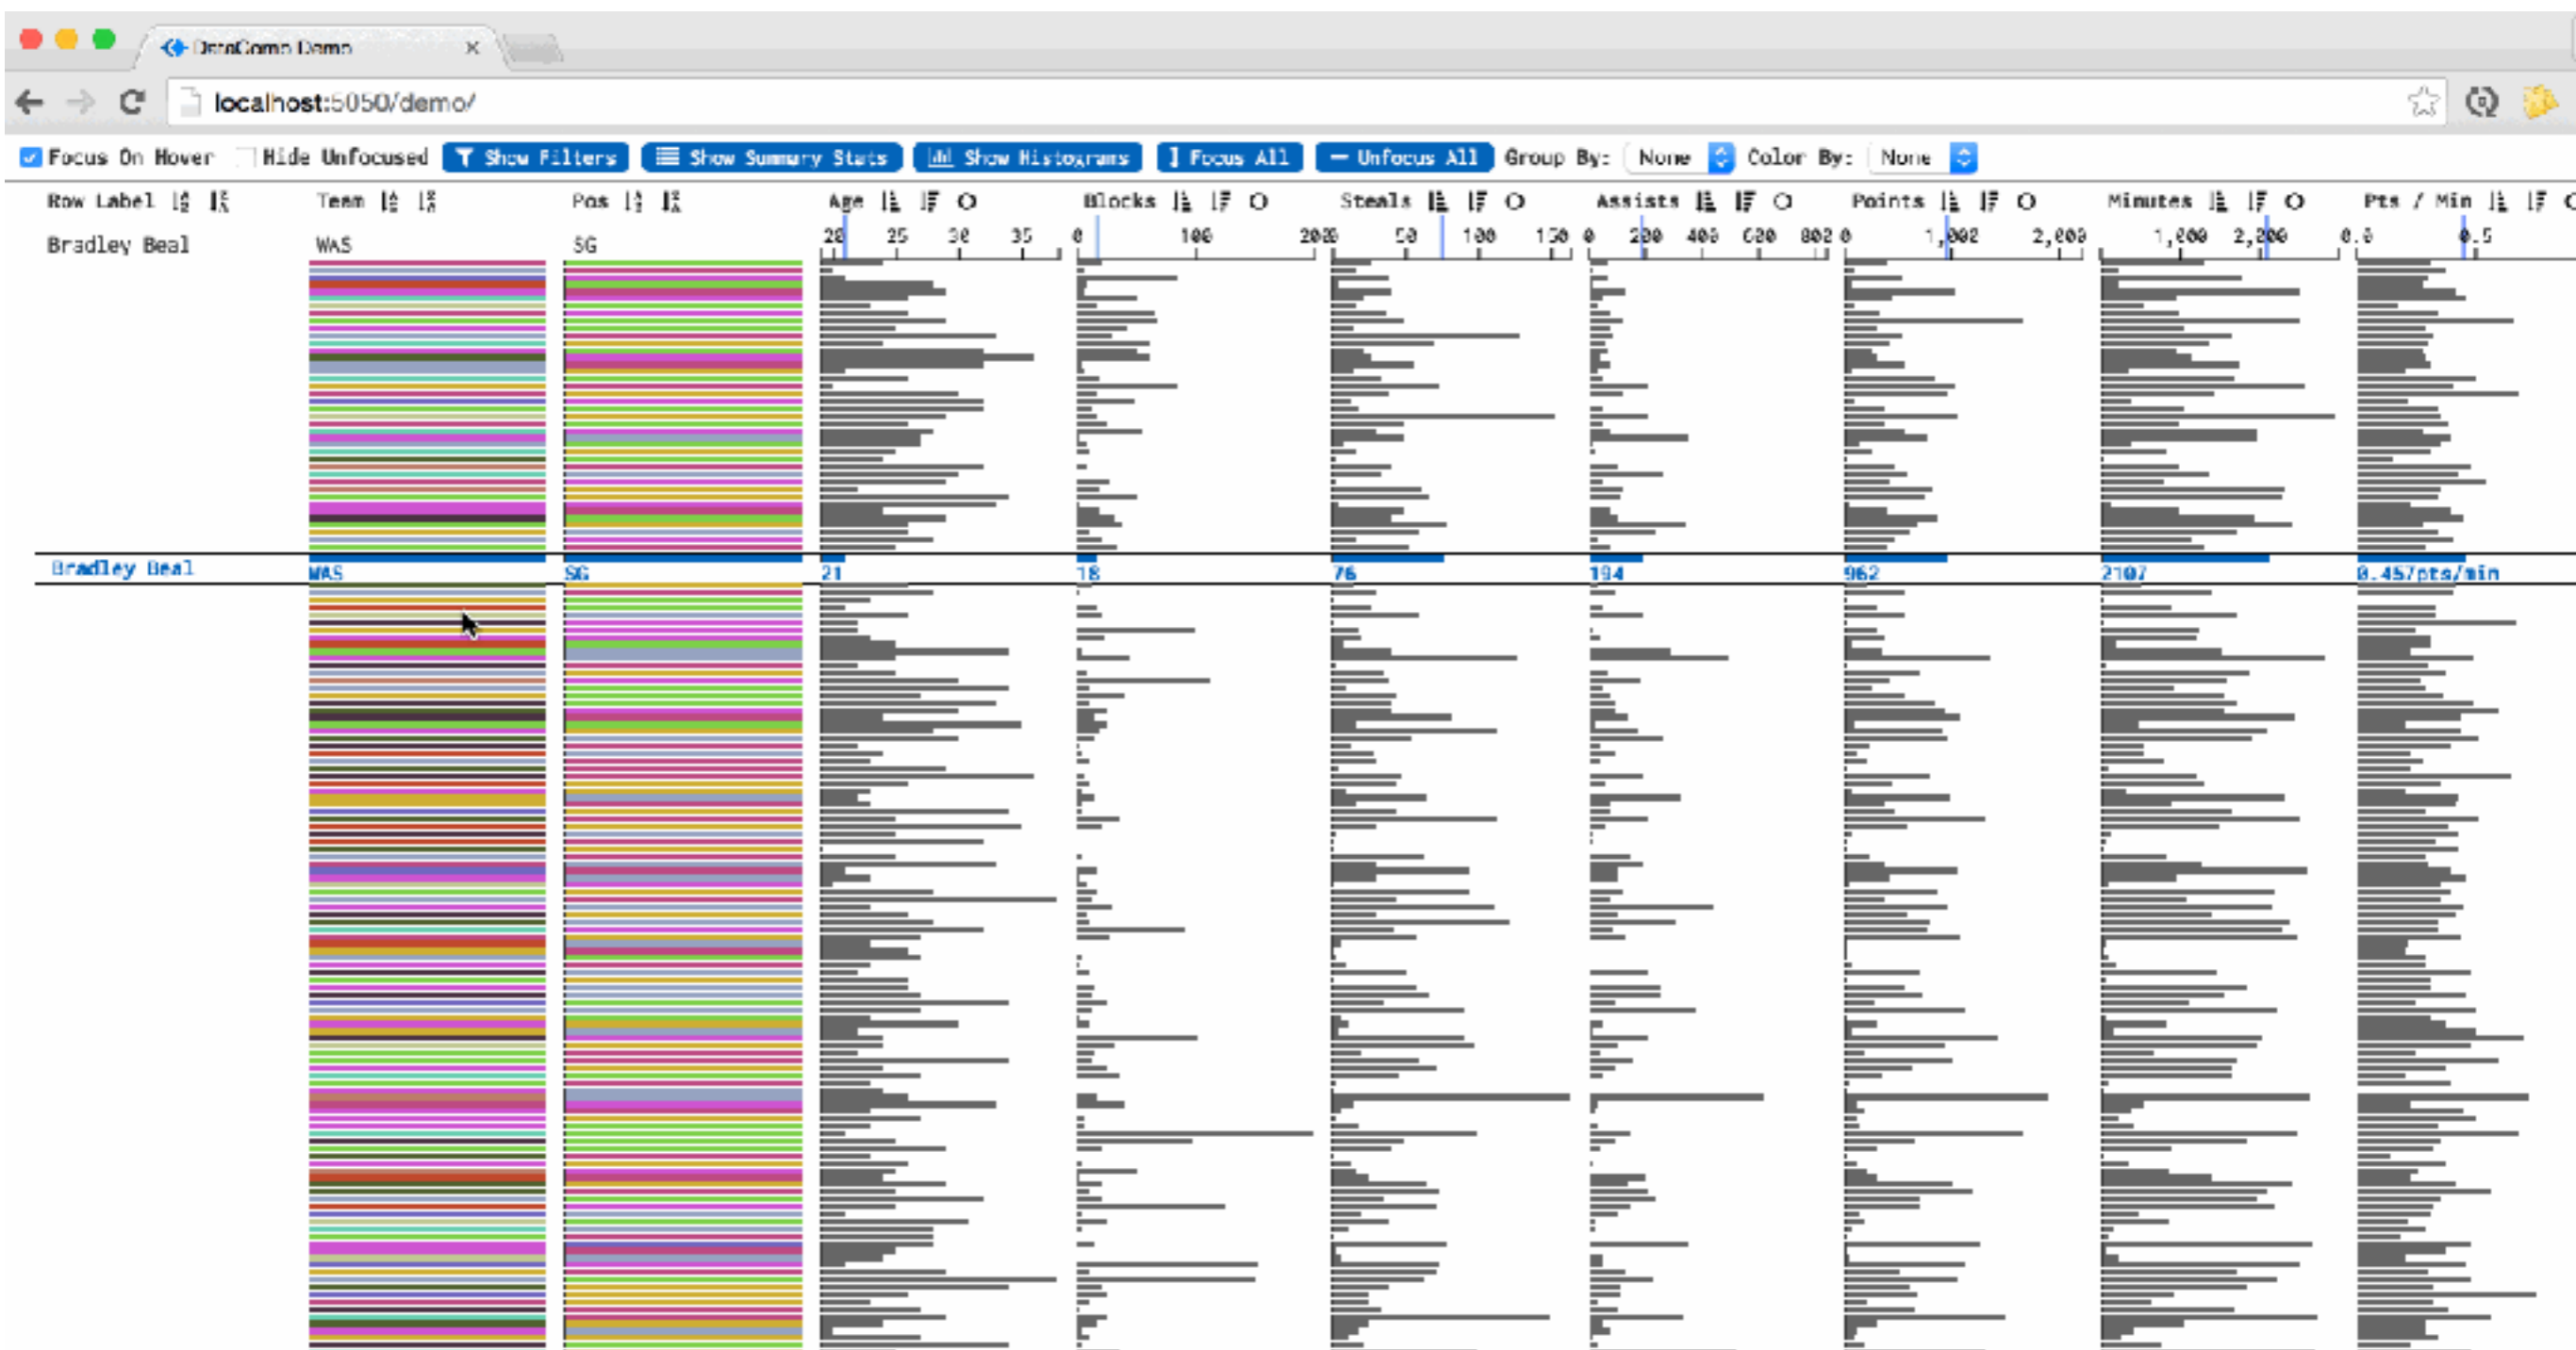 DataComb Demo
localhost:5050/demo/
Focus On Hover Hide Unfocused Show Filters Show Summary Stats Show Histograms Focus All Unfocus All Group By: None Color By: None
Row Label Team Pos Age Blocks Steals Assists Points Minutes Pts / Min
Bradley Beal WAS SG
20 25 30 35 0 100 200 0 50 100 150 0 200 400 600 800 0 1,000 2,000 1,000 2,000 0.0 0.5
Bradley Beal WAS SG 21 18 76 194 962 2107 0.457pts/min